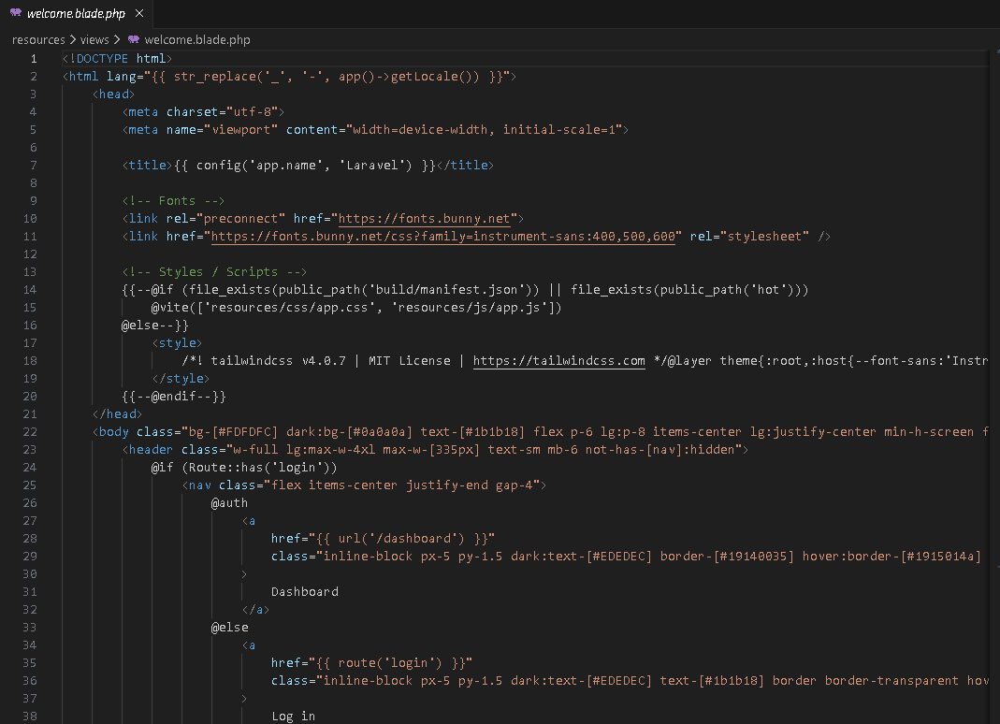 welcome.blade.php ×
resources > views > welcome.blade.php
1 <!DOCTYPE html>
2 <html lang="{{ str_replace('_', '-', app()->getLocale()) }}">
3 <head>
4 <meta charset="utf-8">
5 <meta name="viewport" content="width=device-width, initial-scale=1">
6
7 <title>{{ config('app.name', 'Laravel') }}</title>
8
9 <!-- Fonts -->
10 <link rel="preconnect" href="https://fonts.bunny.net">
11 <link href="https://fonts.bunny.net/css?family=instrument-sans:400,500,600" rel="stylesheet" />
12
13 <!-- Styles / Scripts -->
14 {{--@if (file_exists(public_path('build/manifest.json')) || file_exists(public_path('hot')))
15 @vite(['resources/css/app.css', 'resources/js/app.js'])
16 @else--}}
17 <style>
18 /*! tailwindcss v4.0.7 | MIT License | https://tailwindcss.com */@layer theme{:root,:host{--font-sans:'Instr
19 </style>
20 {{--@endif--}}
21 </head>
22 <body class="bg-[#FDFDFC] dark:bg-[#0a0a0a] text-[#1b1b18] flex p-6 lg:p-8 items-center lg:justify-center min-h-screen f
23 <header class="w-full lg:max-w-4xl max-w-[335px] text-sm mb-6 not-has-[nav]:hidden">
24 @if (Route::has('login'))
25 <nav class="flex items-center justify-end gap-4">
26 @auth
27 <a
28 href="{{ url('/dashboard') }}"
29 class="inline-block px-5 py-1.5 dark:text-[#EDEDEC] border-[#19140035] hover:border-[#1915014a]
30 >
31 Dashboard
32 </a>
33 @else
34 <a
35 href="{{ route('login') }}"
36 class="inline-block px-5 py-1.5 dark:text-[#EDEDEC] text-[#1b1b18] border border-transparent hov
37 >
38 Log in